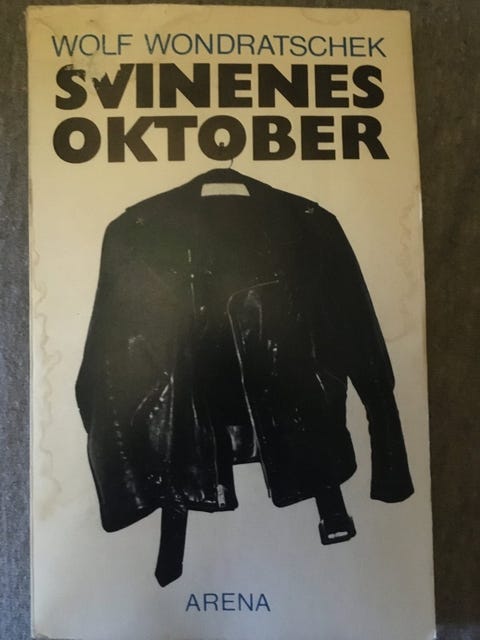 WOLF WONDRATSCHEK
SVINENES
OKTOBER
ARENA